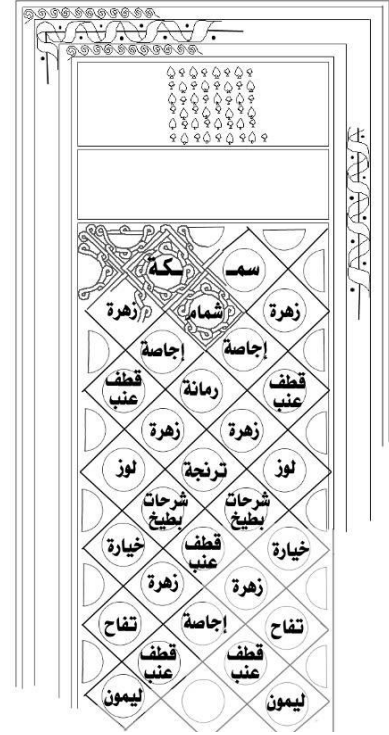 سمـ ـكة
زهرة شمام زهرة
إجاصة إجاصة
قطف عنب رمانة قطف عنب
زهرة زهرة
لوز ترنجة لوز
شرحات بطيخ شرحات بطيخ
خيارة قطف عنب خيارة
زهرة زهرة
تفاح إجاصة تفاح
قطف عنب قطف عنب
ليمون ليمون